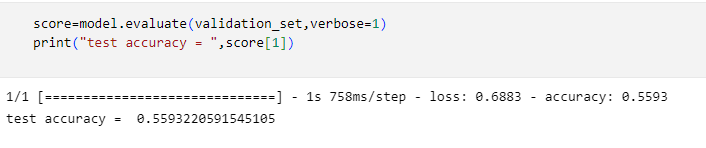 score=model.evaluate(validation_set,verbose=1)
print("test accuracy = ",score[1])
1/1 [==============================] - 1s 758ms/step - loss: 0.6883 - accuracy: 0.5593
test accuracy =  0.5593220591545105